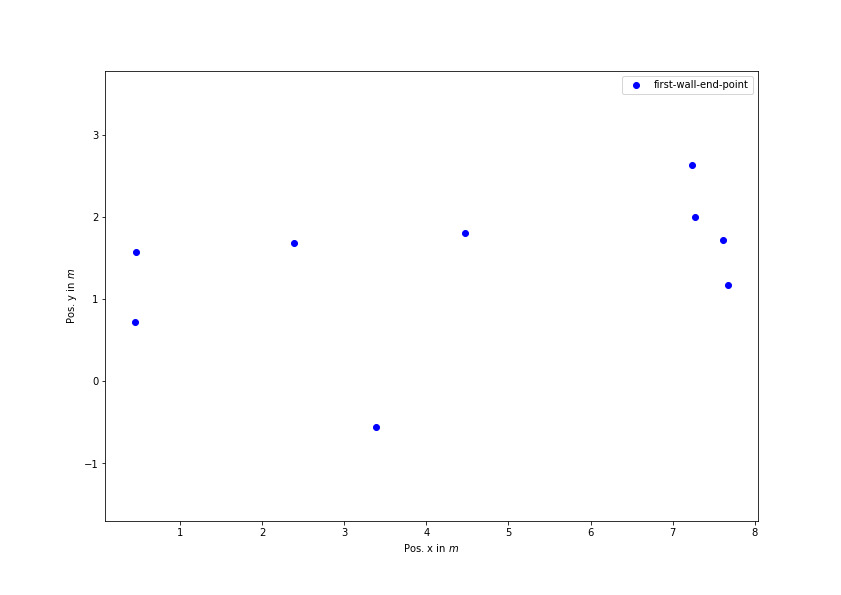 first-wall-end-point
3
2
1
0
−1
Pos. y in m
1 2 3 4 5 6 7 8
Pos. x in m